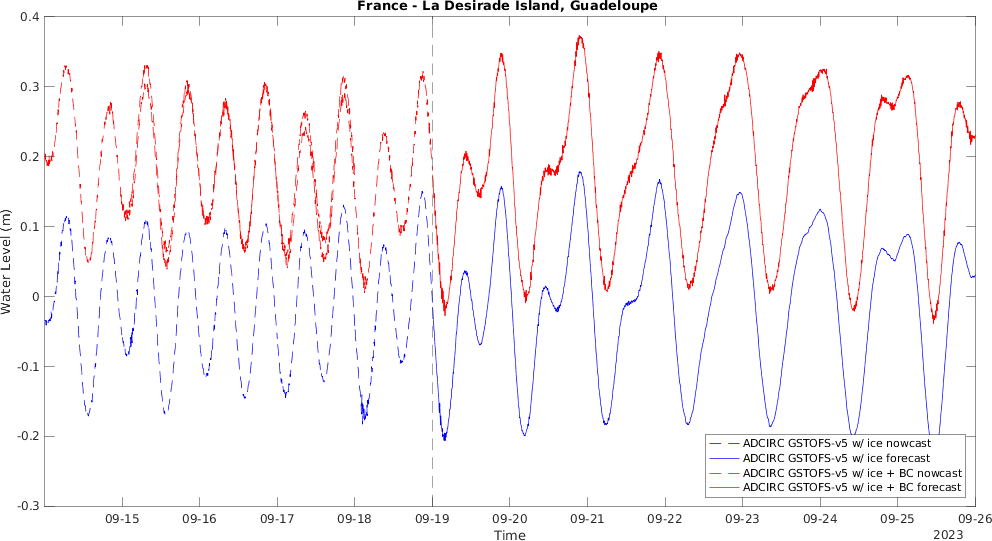 France - La Desirade Island, Guadeloupe
0.4
0.3
0.2
0.1
0
-0.1
-0.2
-0.3
Water Level (m)
ADCIRC GSTOFS-v5 w/ ice nowcast
ADCIRC GSTOFS-v5 w/ ice forecast
ADCIRC GSTOFS-v5 w/ ice + BC nowcast
ADCIRC GSTOFS-v5 w/ ice + BC forecast
09-15 09-16 09-17 09-18 09-19 09-20 09-21 09-22 09-23 09-24 09-25 09-26
Time
2023